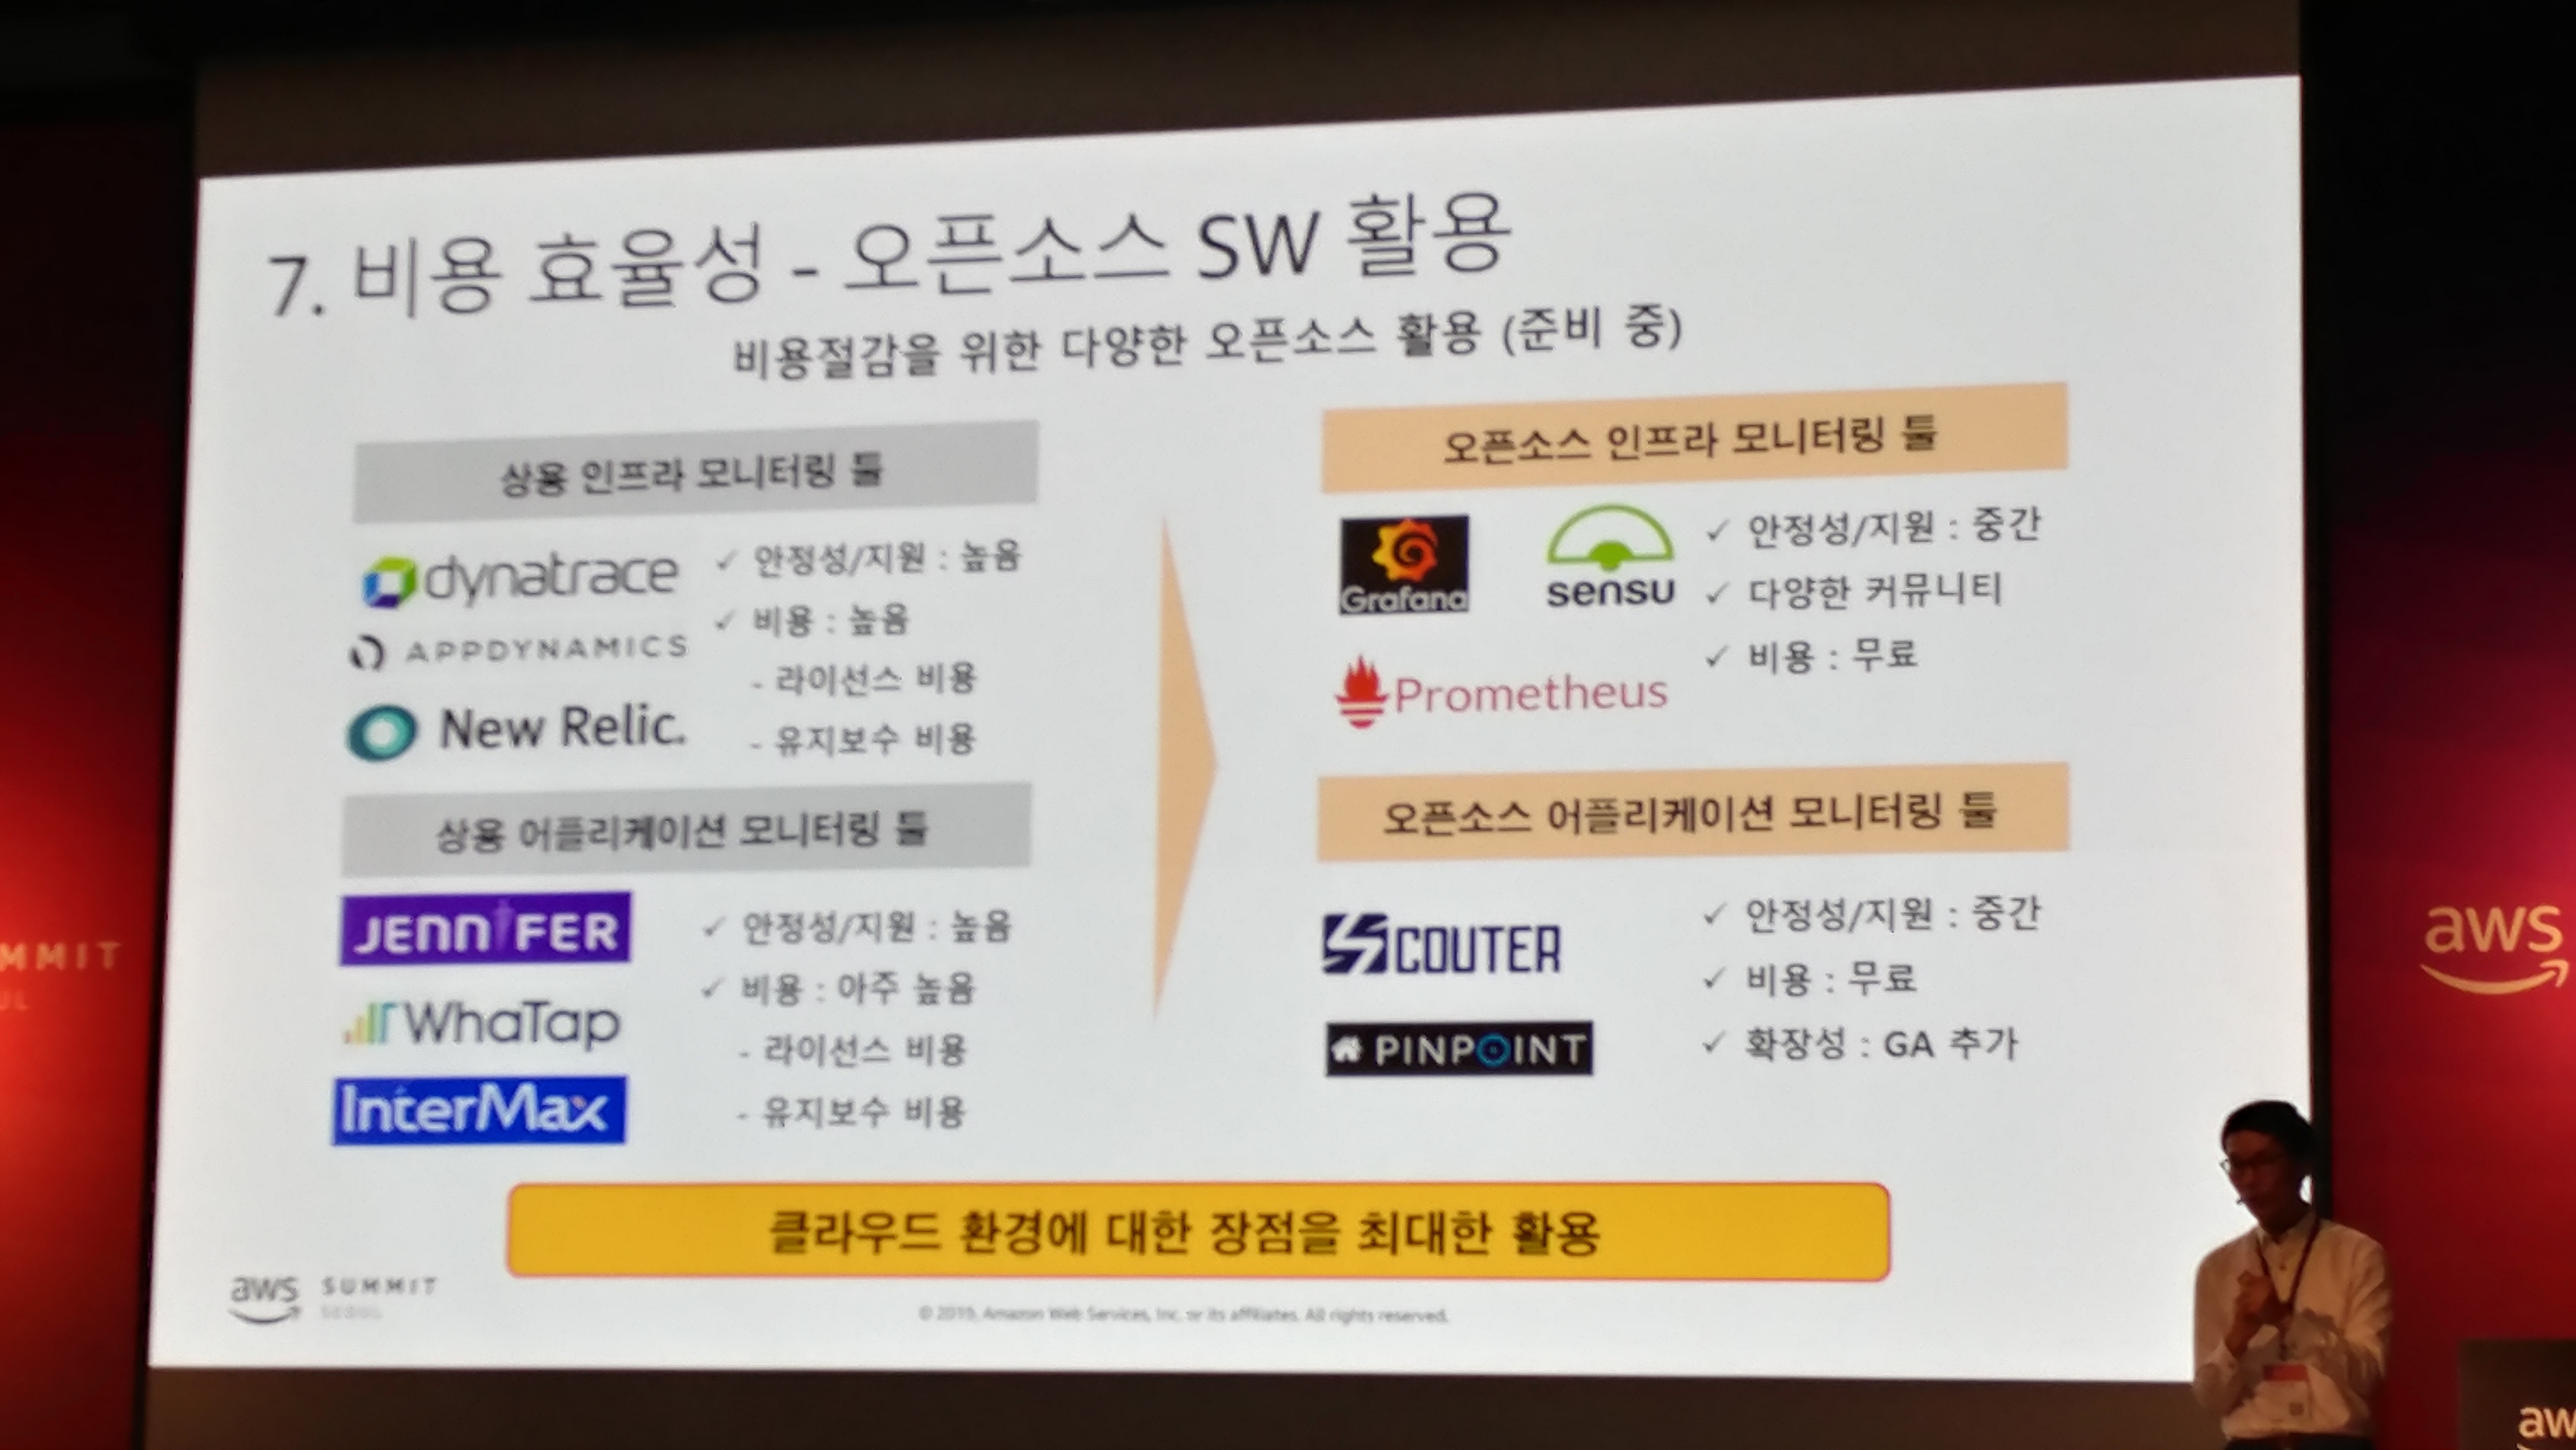 7. 비용 효율성 - 오픈소스 SW 활용
비용절감을 위한 다양한 오픈소스 활용 (준비 중)
상용 인프라 모니터링 툴
dynatrace
APPDYNAMICS
New Relic.
✓ 안정성/지원 : 높음
✓ 비용 : 높음
- 라이선스 비용
- 유지보수 비용
상용 어플리케이션 모니터링 툴
JENNIFER
WhaTap
InterMax
✓ 안정성/지원 : 높음
✓ 비용 : 아주 높음
- 라이선스 비용
- 유지보수 비용
오픈소스 인프라 모니터링 툴
Grafana
sensu
Prometheus
✓ 안정성/지원 : 중간
✓ 다양한 커뮤니티
✓ 비용 : 무료
오픈소스 어플리케이션 모니터링 툴
SCOUTER
PINPOINT
✓ 안정성/지원 : 중간
✓ 비용 : 무료
✓ 확장성 : GA 추가
클라우드 환경에 대한 장점을 최대한 활용
aws SUMMIT
SEOUL
© 2019, Amazon Web Services, Inc. or its affiliates. All rights reserved.
MMIT
UL
aws
aw